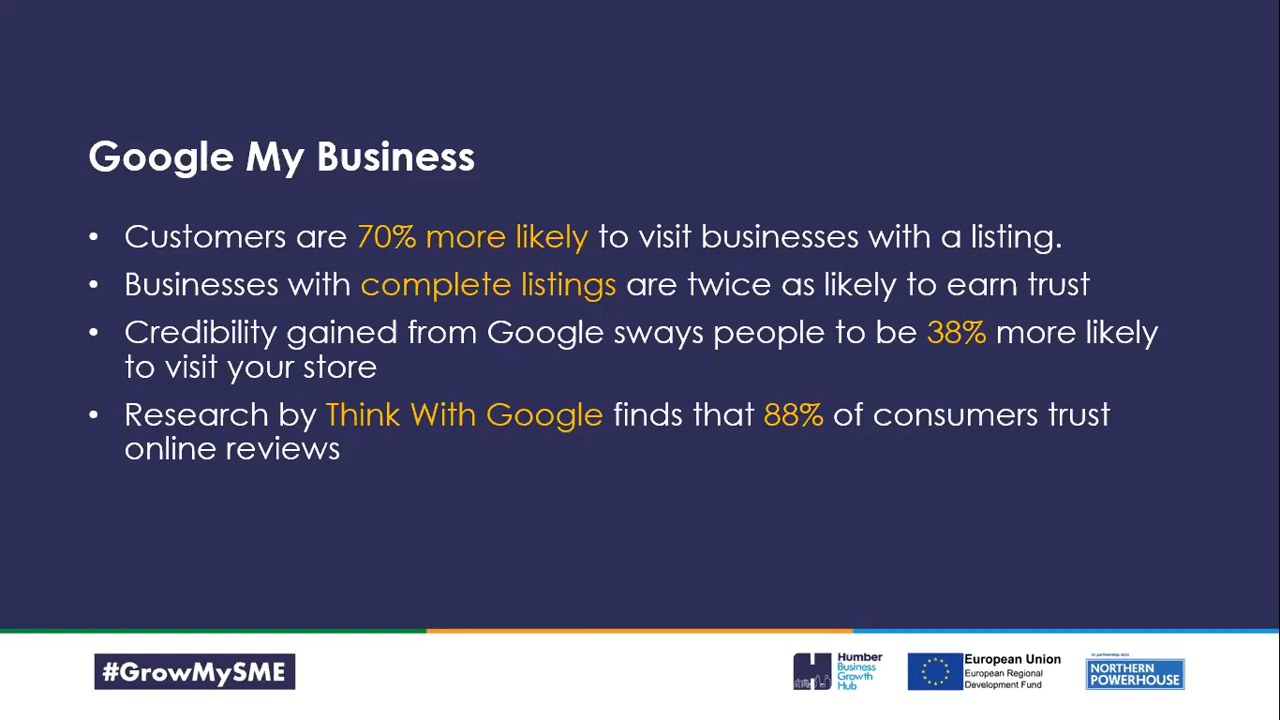 Google My Business
• Customers are 70% more likely to visit businesses with a listing.
• Businesses with complete listings are twice as likely to earn trust
• Credibility gained from Google sways people to be 38% more likely
to visit your store
• Research by Think With Google finds that 88% of consumers trust
online reviews
#GrowMySME
Humber
Business
Growth
Hub
European Union
European Regional
Development Fund
In partnership with
NORTHERN
POWERHOUSE